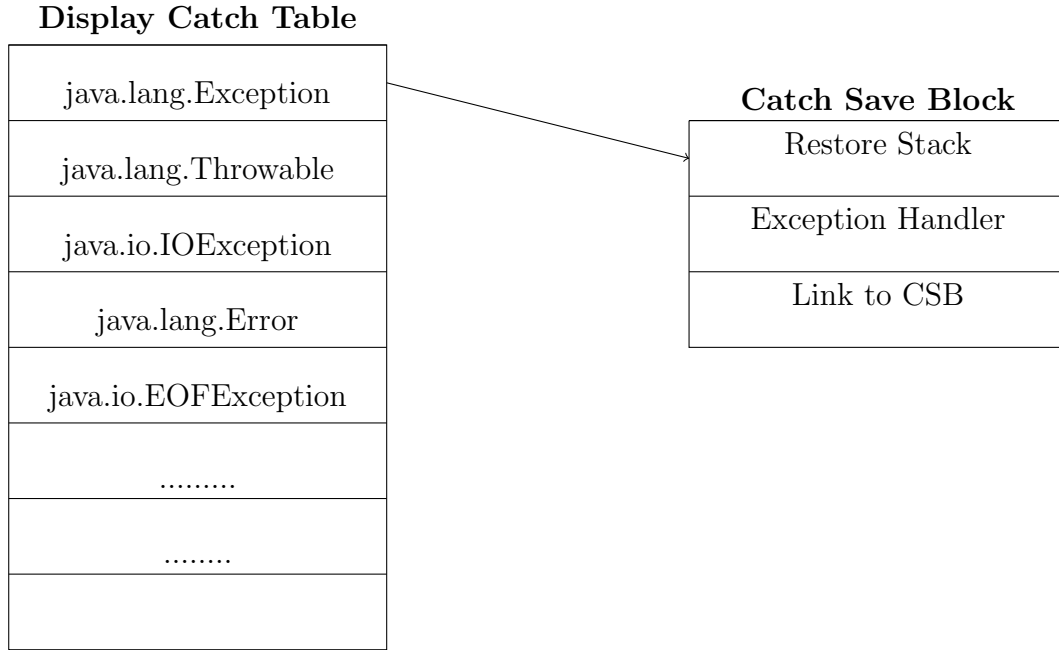 Display Catch Table
java.lang.Exception
java.lang.Throwable
java.io.IOException
java.lang.Error
java.io.EOFException
.........
........
Catch Save Block
Restore Stack
Exception Handler
Link to CSB